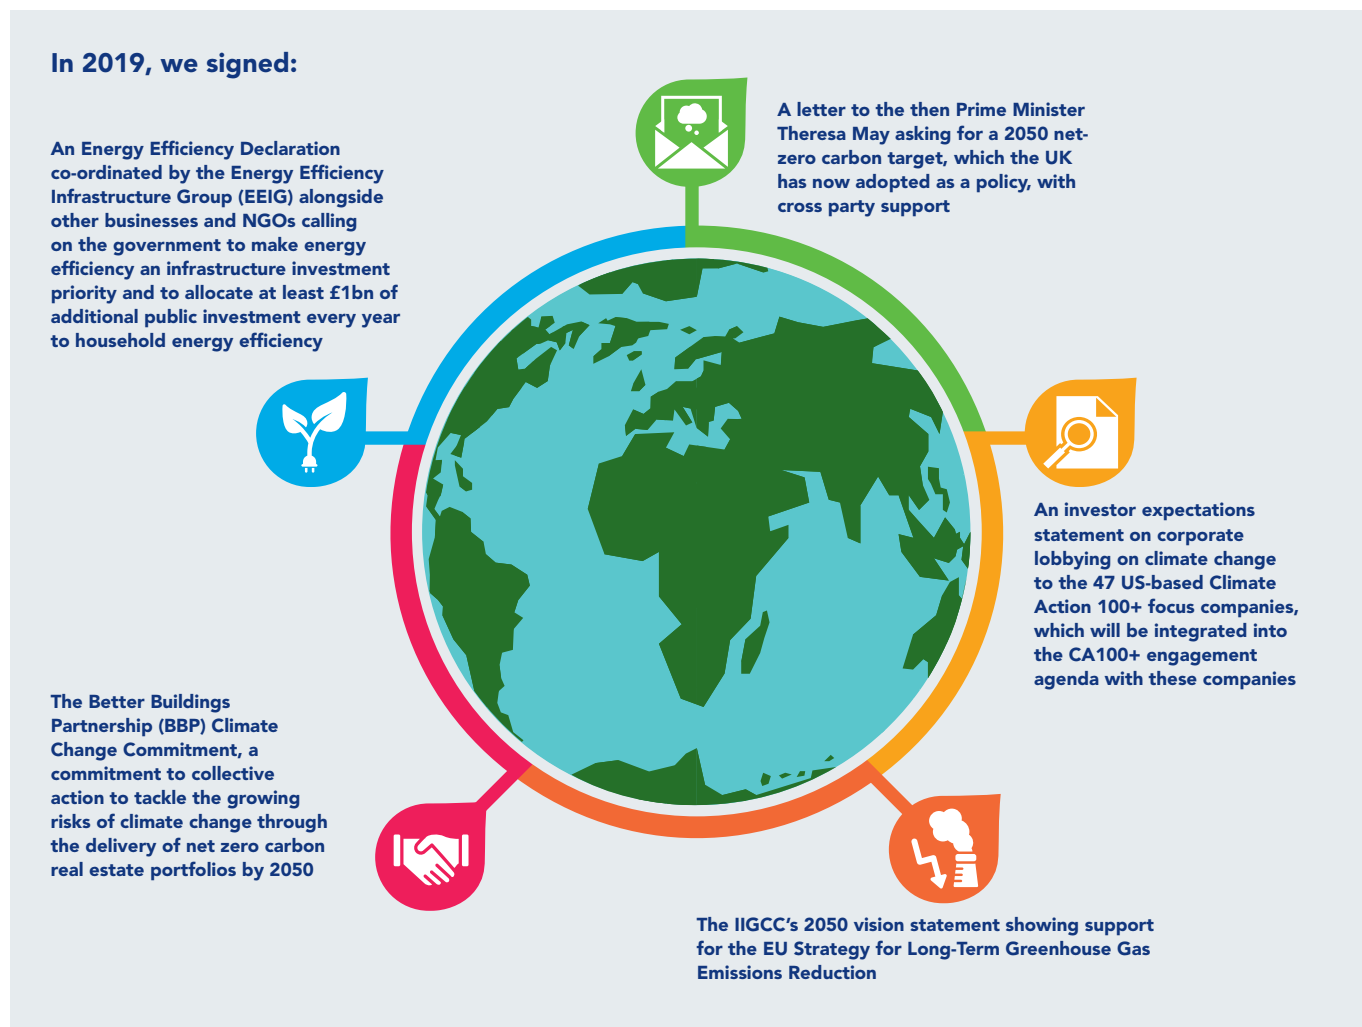 In 2019, we signed:
An Energy Efficiency Declaration
co-ordinated by the Energy Efficiency
Infrastructure Group (EEIG) alongside
other businesses and NGOs calling
on the government to make energy
efficiency an infrastructure investment
priority and to allocate at least £1bn of
additional public investment every year
to household energy efficiency
A letter to the then Prime Minister
Theresa May asking for a 2050 net-
zero carbon target, which the UK
has now adopted as a policy, with
cross party support
An investor expectations
statement on corporate
lobbying on climate change
to the 47 US-based Climate
Action 100+ focus companies,
which will be integrated into
the CA100+ engagement
agenda with these companies
The Better Buildings
Partnership (BBP) Climate
Change Commitment, a
commitment to collective
action to tackle the growing
risks of climate change through
the delivery of net zero carbon
real estate portfolios by 2050
The IIGCC’s 2050 vision statement showing support
for the EU Strategy for Long-Term Greenhouse Gas
Emissions Reduction